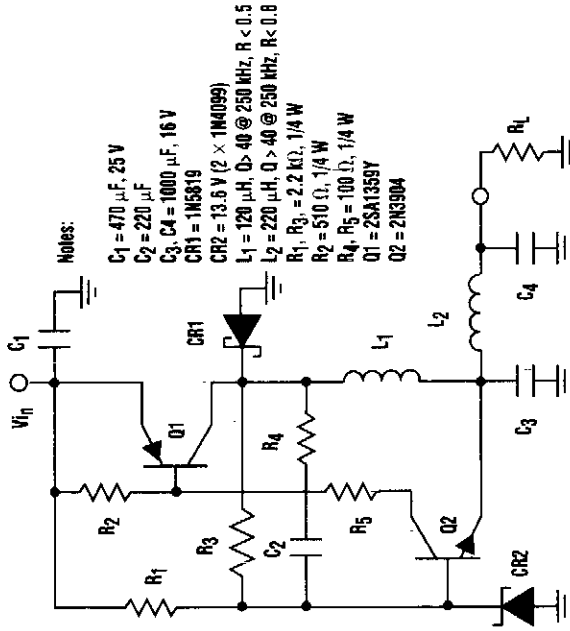 Notes:
C1 = 470 µF, 25 V
C2 = 220 µF
C3, C4 = 1000 µF, 16 V
CR1 = 1N5819
CR2 = 13.6 V (2 × 1N4099)
L1 = 120 µH, Q> 40 @ 250 kHz, R < 0.5
L2 = 220 µH, Q > 40 @ 250 kHz, R< 0.8
R1, R3, = 2.2 kΩ, 1/4 W
R2 = 510 Ω, 1/4 W
R4, R5 = 100 Ω, 1/4 W
Q1 = 2SA1359Y
Q2 = 2N3904
Vin
C1
R1
R2
Q1
CR1
R3
R4
C2
R5
L1
Q2
L2
RL
CR2
C3
C4